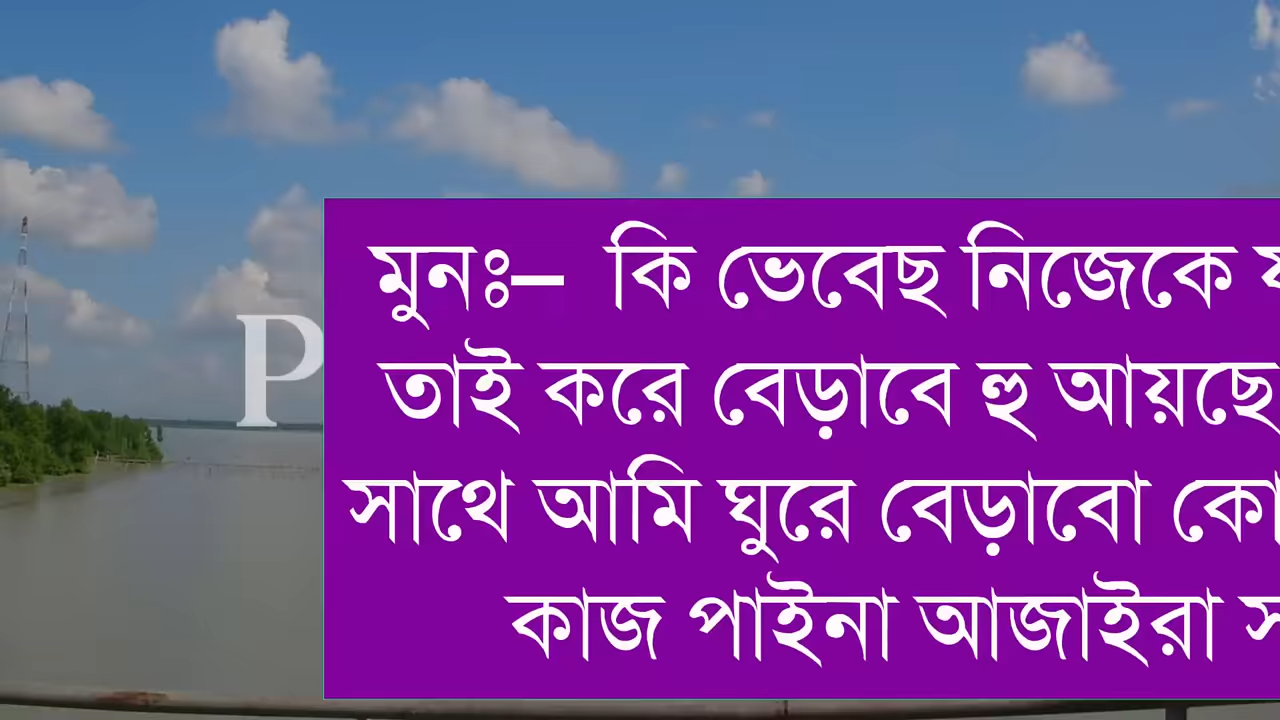 P
মুনঃ– কি ভেবেছ নিজেকে
তাই করে বেড়াবে হু আয়ছে
সাথে আমি ঘুরে বেড়াবো
কাজ পাইনা আজাইরা